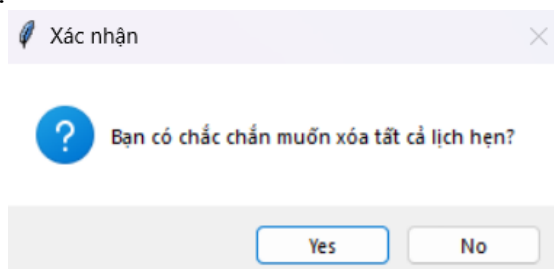 Xác nhận
Bạn có chắc chắn muốn xóa tất cả lịch hẹn?
Yes
No